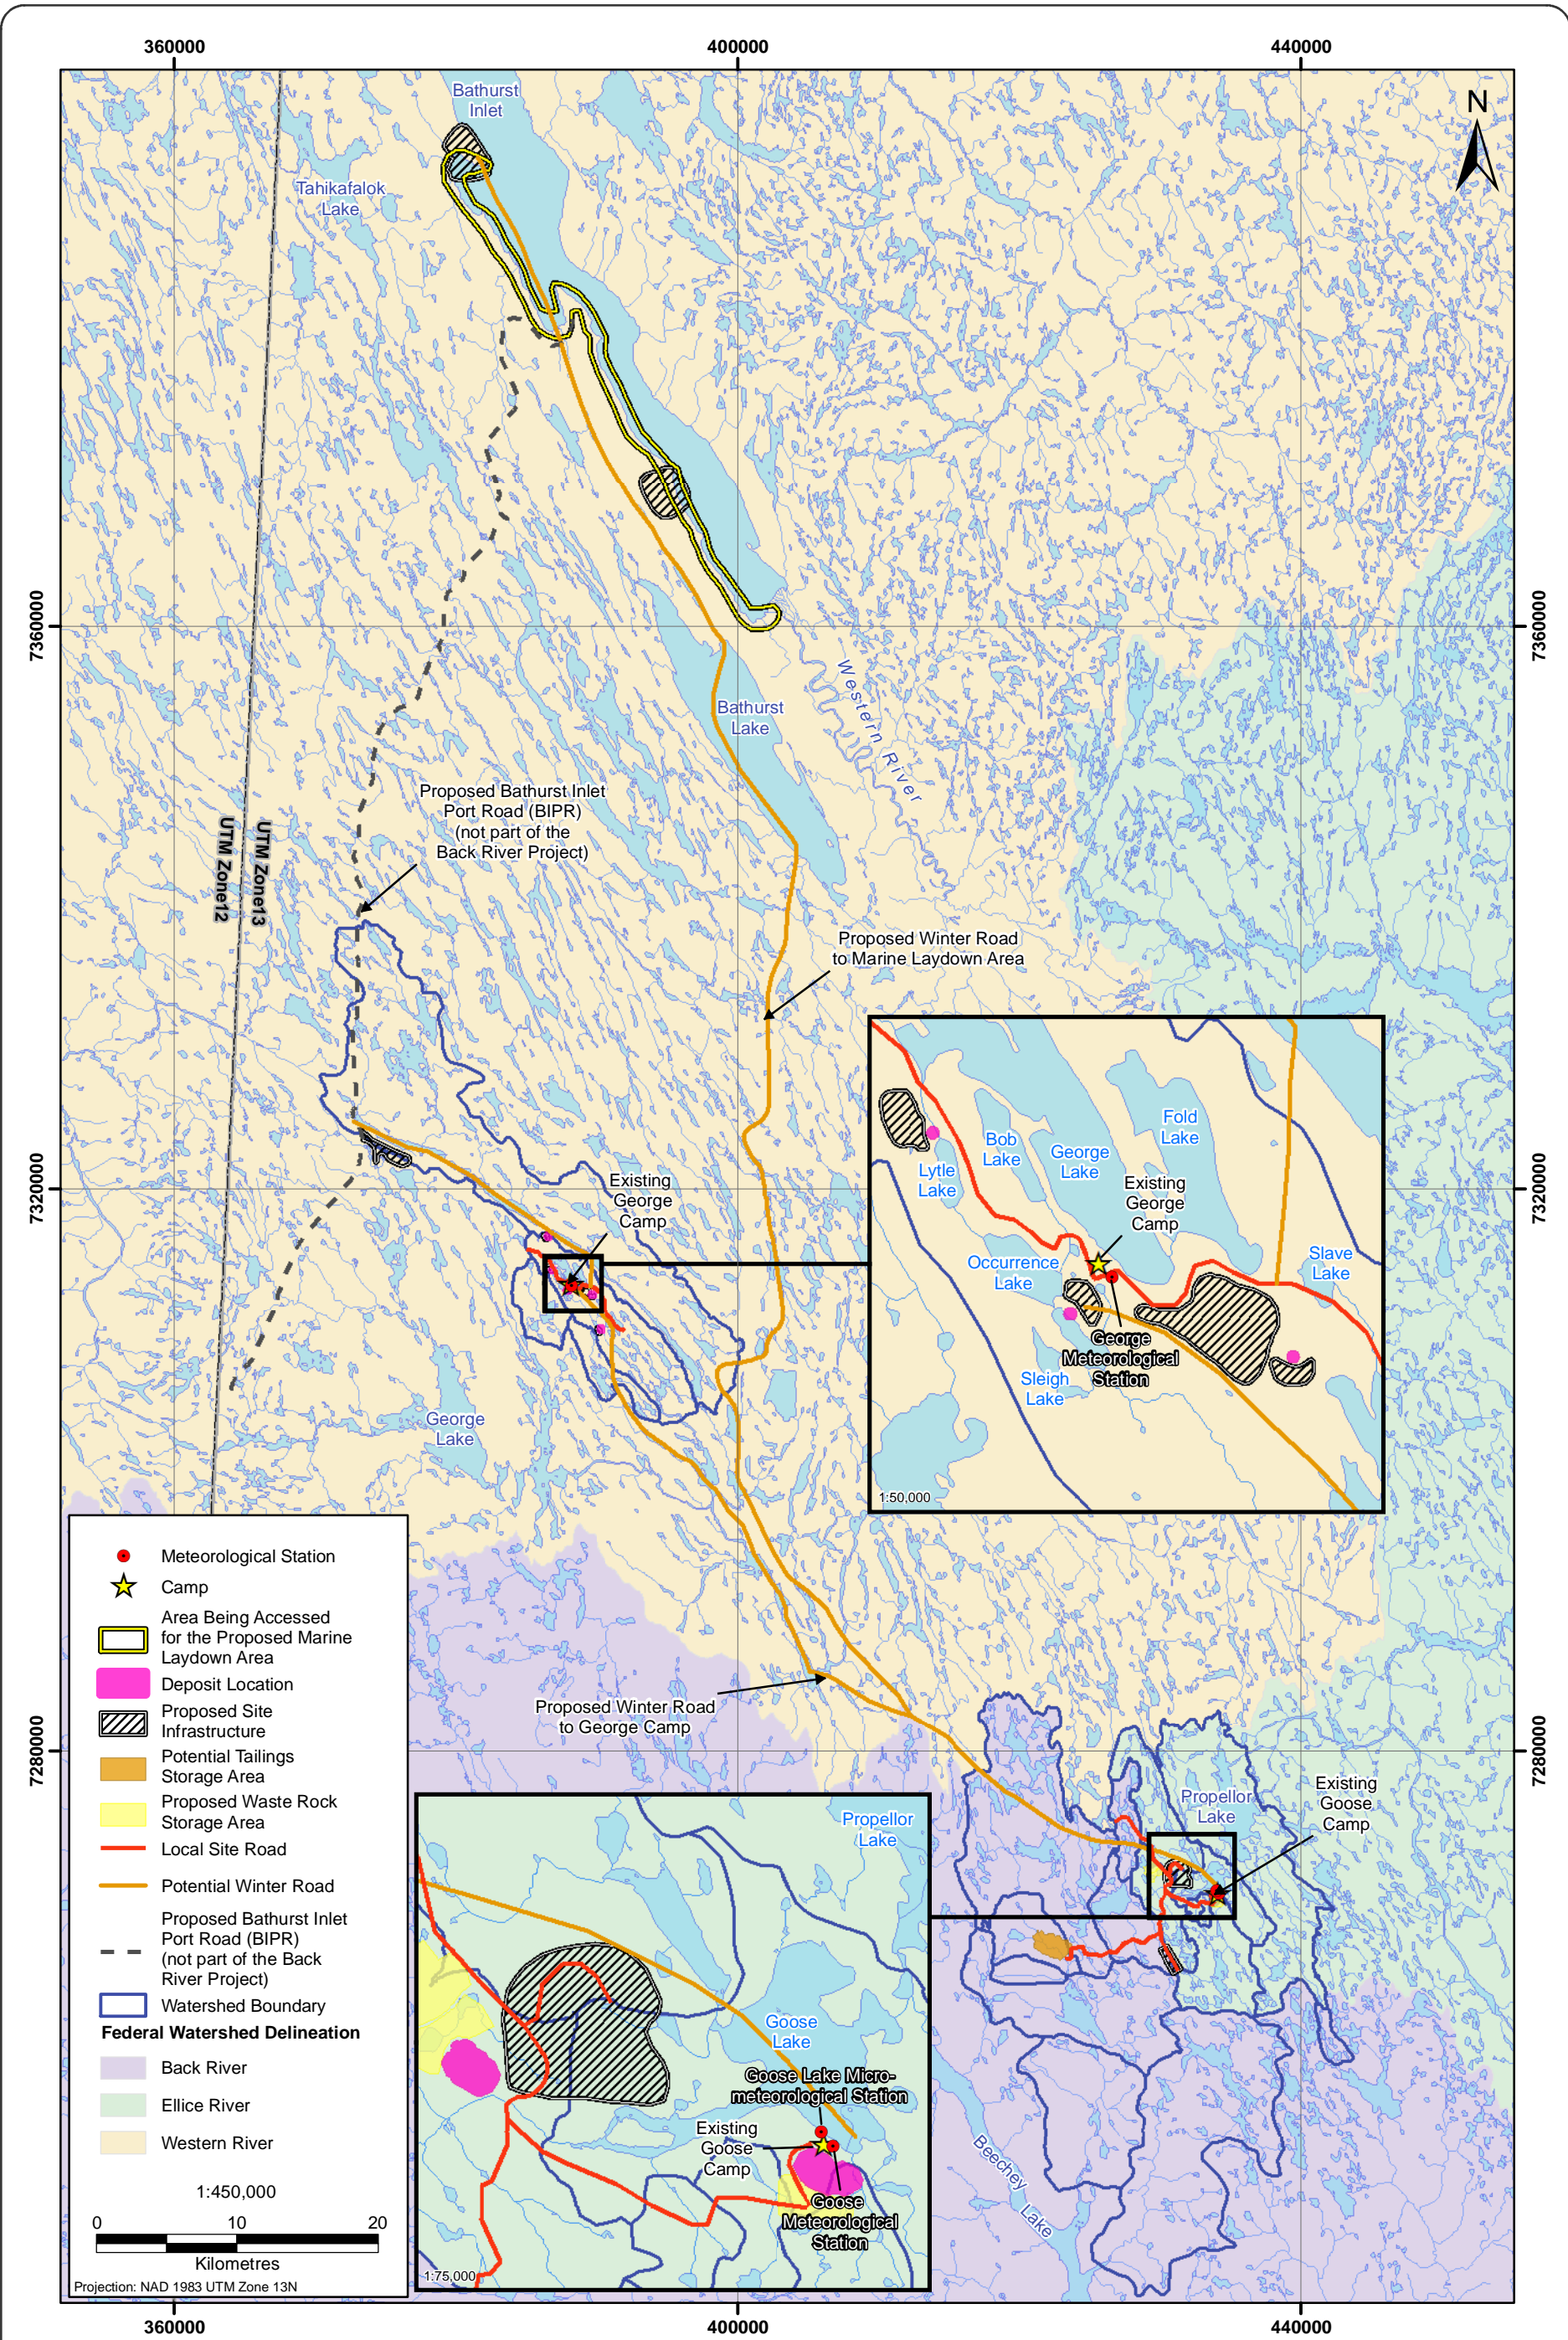 360000
400000
440000
N
Bathurst
Inlet
Tahikafalok
Lake
7360000
7360000
Western River
Bathurst
Lake
Proposed Bathurst Inlet
Port Road (BIPR)
(not part of the
Back River Project)
UTM Zone12
UTM Zone13
Proposed Winter Road
to Marine Laydown Area
7320000
7320000
Existing
George
Camp
Fold
Lake
Bob
Lake
George
Lake
Lytle
Lake
Existing
George
Camp
Occurrence
Lake
Slave
Lake
George
Meteorological
Station
Sleigh
Lake
1:50,000
George
Lake
Proposed Winter Road
to George Camp
7280000
7280000
Propellor
Lake
Existing
Goose
Camp
Beechey
Lake
Propellor
Lake
Goose
Lake
Goose Lake Micro-
meteorological Station
Existing
Goose
Camp
Goose
Meteorological
Station
1:75,000
Meteorological Station
Camp
Area Being Accessed
for the Proposed Marine
Laydown Area
Deposit Location
Proposed Site
Infrastructure
Potential Tailings
Storage Area
Proposed Waste Rock
Storage Area
Local Site Road
Potential Winter Road
Proposed Bathurst Inlet
Port Road (BIPR)
(not part of the Back
River Project)
Watershed Boundary
Federal Watershed Delineation
Back River
Ellice River
Western River
1:450,000
0 10 20
Kilometres
Projection: NAD 1983 UTM Zone 13N
360000
400000
440000